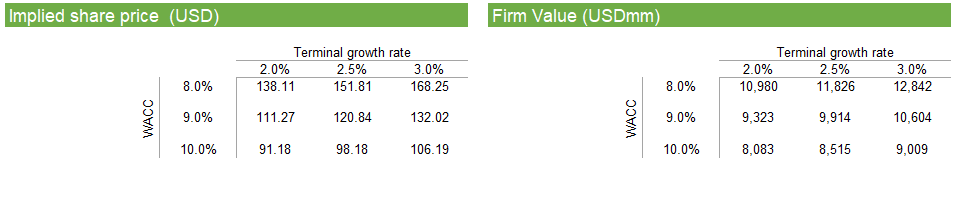 Implied share price (USD)
Terminal growth rate
2.0% 2.5% 3.0%
WACC
8.0% 138.11 151.81 168.25
9.0% 111.27 120.84 132.02
10.0% 91.18 98.18 106.19
Firm Value (USDmm)
Terminal growth rate
2.0% 2.5% 3.0%
WACC
8.0% 10,980 11,826 12,842
9.0% 9,323 9,914 10,604
10.0% 8,083 8,515 9,009